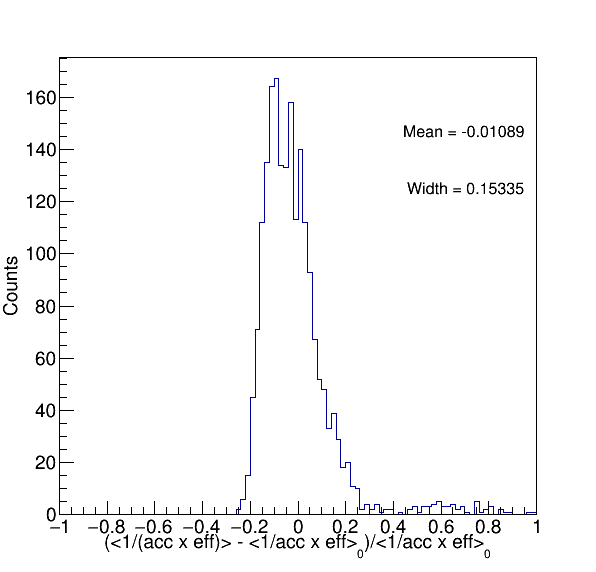 160
140
120
100
80
60
40
20
0
Counts
Mean = -0.01089
Width = 0.15335
−1 −0.8 −0.6 −0.4 −0.2 0 0.2 0.4 0.6 0.8 1
(<1/(acc x eff)> - <1/acc x eff>0)/<1/acc x eff>0